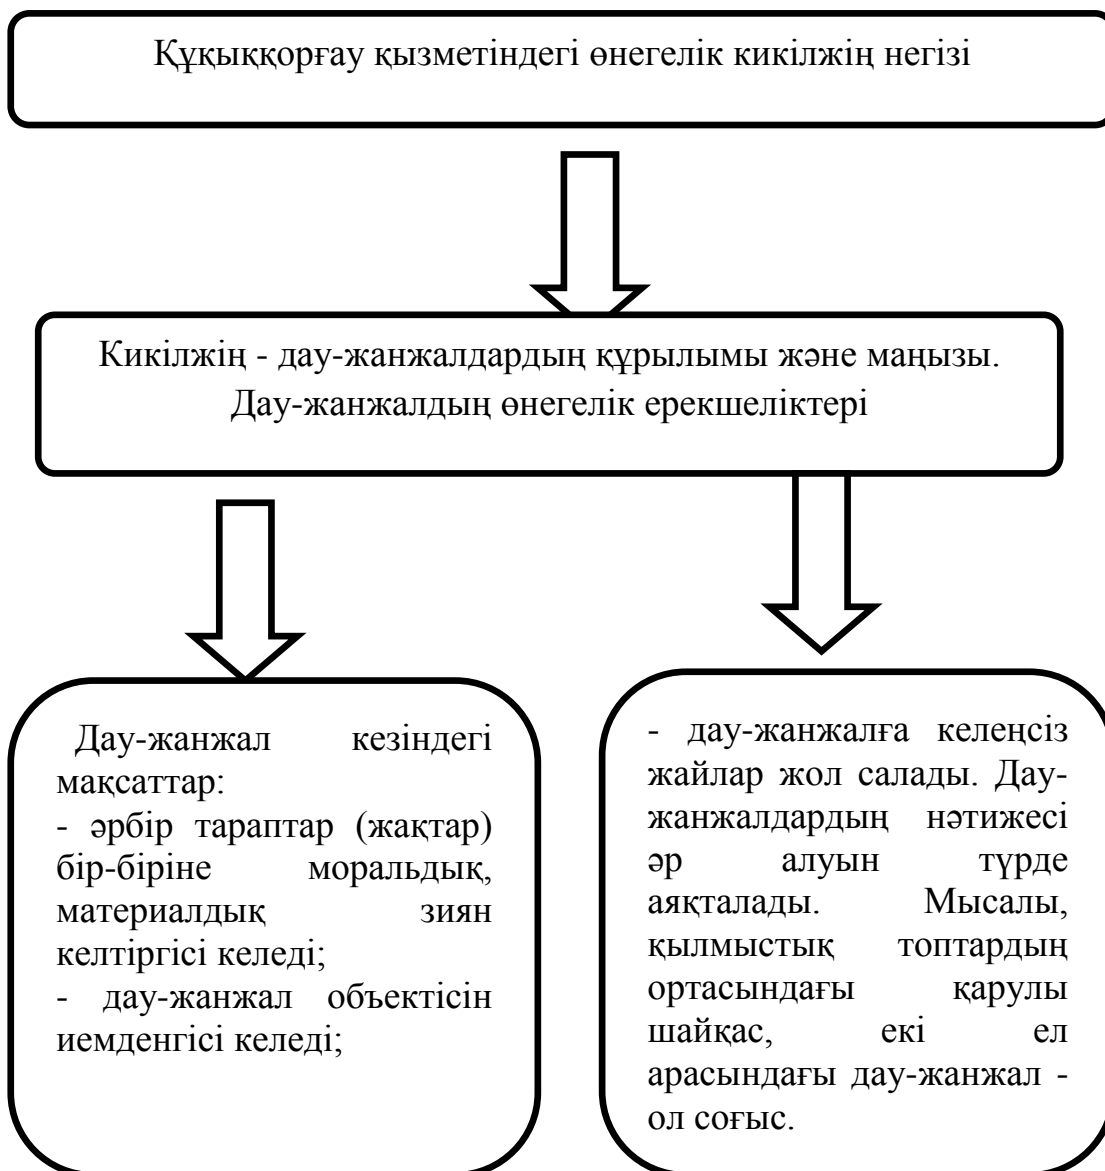 Құқыққорғау қызметіндегі өнегелік кикілжің негізі
Кикілжің - дау-жанжалдардың құрылымы және маңызы.
Дау-жанжалдың өнегелік ерекшеліктері
Дау-жанжал кезіндегі
мақсаттар:
- әрбір тараптар (жақтар)
бір-біріне моральдық,
материалдық зиян
келтіргісі келеді;
- дау-жанжал объектісін
иемденгісі келеді;
- дау-жанжалға келеңсіз
жайлар жол салады. Дау-
жанжалдардың нәтижесі
әр алуын түрде
аяқталады. Мысалы,
қылмыстық топтардың
ортасындағы қарулы
шайқас, екі ел
арасындағы дау-жанжал -
ол соғыс.